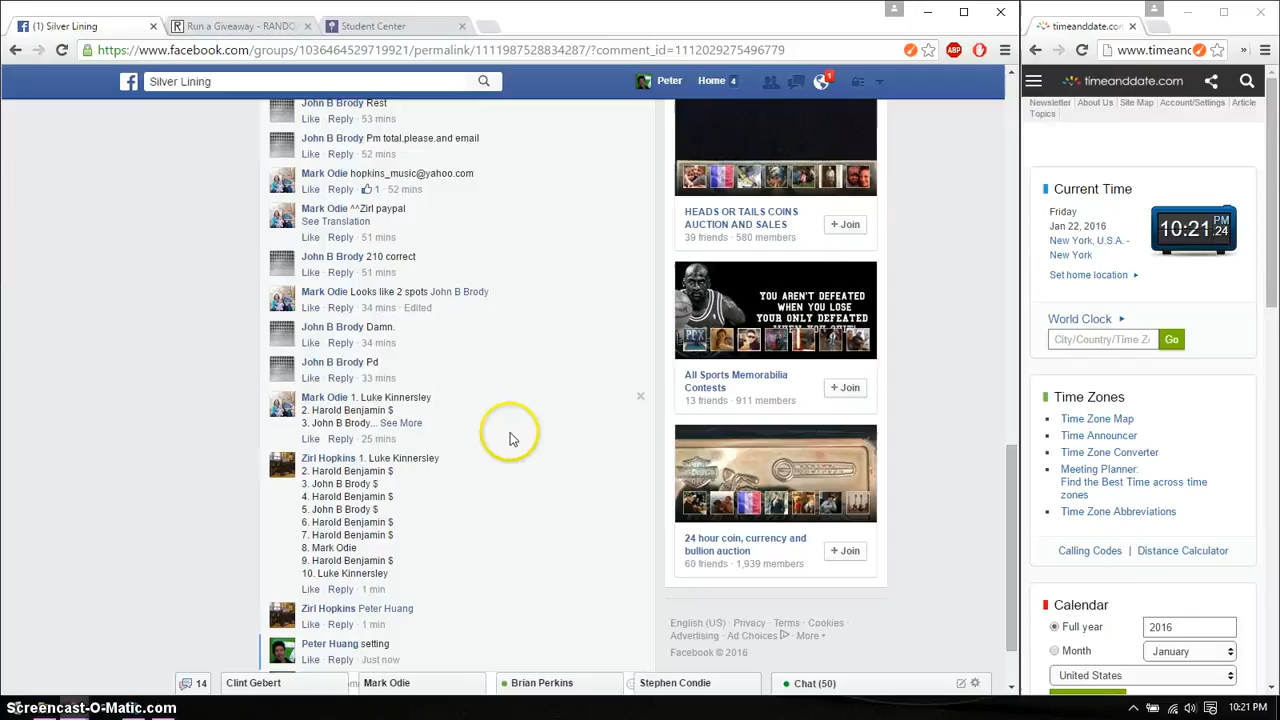 (1) Silver Lining
Run a Giveaway - RANDO
Student Center
https://www.facebook.com/groups/1036464529719921/permalink/1111987528834287/?comment_id=1112029275496779
ABP
Silver Lining
Peter
Home 4
1
John B Brody Rest
Like · Reply · 53 mins
John B Brody Pm total.please.and email
Like · Reply · 52 mins
Mark Odie hopkins_music@yahoo.com
Like · Reply · 1 · 52 mins
Mark Odie ^^Zirl paypal
See Translation
Like · Reply · 51 mins
John B Brody 210 correct
Like · Reply · 51 mins
Mark Odie Looks like 2 spots John B Brody
Like · Reply · 34 mins · Edited
John B Brody Damn.
Like · Reply · 34 mins
John B Brody Pd
Like · Reply · 33 mins
Mark Odie 1. Luke Kinnersley
2. Harold Benjamin $
3. John B Brody... See More
Like · Reply · 25 mins
Zirl Hopkins 1. Luke Kinnersley
2. Harold Benjamin $
3. John B Brody $
4. Harold Benjamin $
5. John B Brody $
6. Harold Benjamin $
7. Harold Benjamin $
8. Mark Odie
9. Harold Benjamin $
10. Luke Kinnersley
Like · Reply · 1 min
Zirl Hopkins Peter Huang
Like · Reply · 1 min
Peter Huang setting
Like · Reply · Just now
HEADS OR TAILS COINS
AUCTION AND SALES
39 friends · 580 members
+ Join
YOU AREN'T DEFEATED
WHEN YOU LOSE
YOUR ONLY DEFEATED
WHEN YOU QUIT
All Sports Memorabilia
Contests
13 friends · 911 members
+ Join
24 hour coin, currency and
bullion auction
60 friends · 1,939 members
+ Join
English (US) · Privacy · Terms · Cookies ·
Advertising · Ad Choices · More
Facebook © 2016
14
Clint Gebert
Mark Odie
Brian Perkins
Stephen Condie
Chat (50)
timeanddate.com
www.timeanc
timeanddate.com
Newsletter | About Us | Site Map | Account/Settings | Article
Topics
Current Time
Friday
Jan 22, 2016
New York, U.S.A. -
New York
10:21 PM 24
Set home location
World Clock
City/Country/Time Zo
Go
Time Zones
Time Zone Map
Time Announcer
Time Zone Converter
Meeting Planner:
Find the Best Time across time
zones
Time Zone Abbreviations
Calling Codes | Distance Calculator
Calendar
Full year
2016
Month
January
United States
Screencast-O-Matic.com
10:21 PM